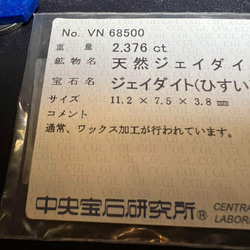 No. VN 68500
重量 2.376 ct
鉱物名 天然ジェイダイ
宝石名 ジェイダイト(ひすい
サイズ 11.2 × 7.5 × 3.8 mm
コメント
通常、ワックス加工が行われています。
中央宝石研究所® CENTRAL
LABORA